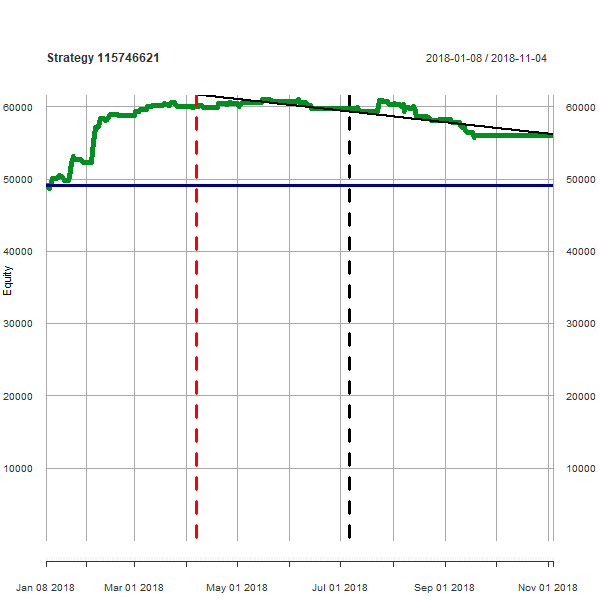 Strategy 115746621
2018-01-08 / 2018-11-04
60000
60000
50000
50000
40000
40000
Equity
30000
30000
20000
20000
10000
10000
Jan 08 2018
Mar 01 2018
May 01 2018
Jul 01 2018
Sep 01 2018
Nov 01 2018